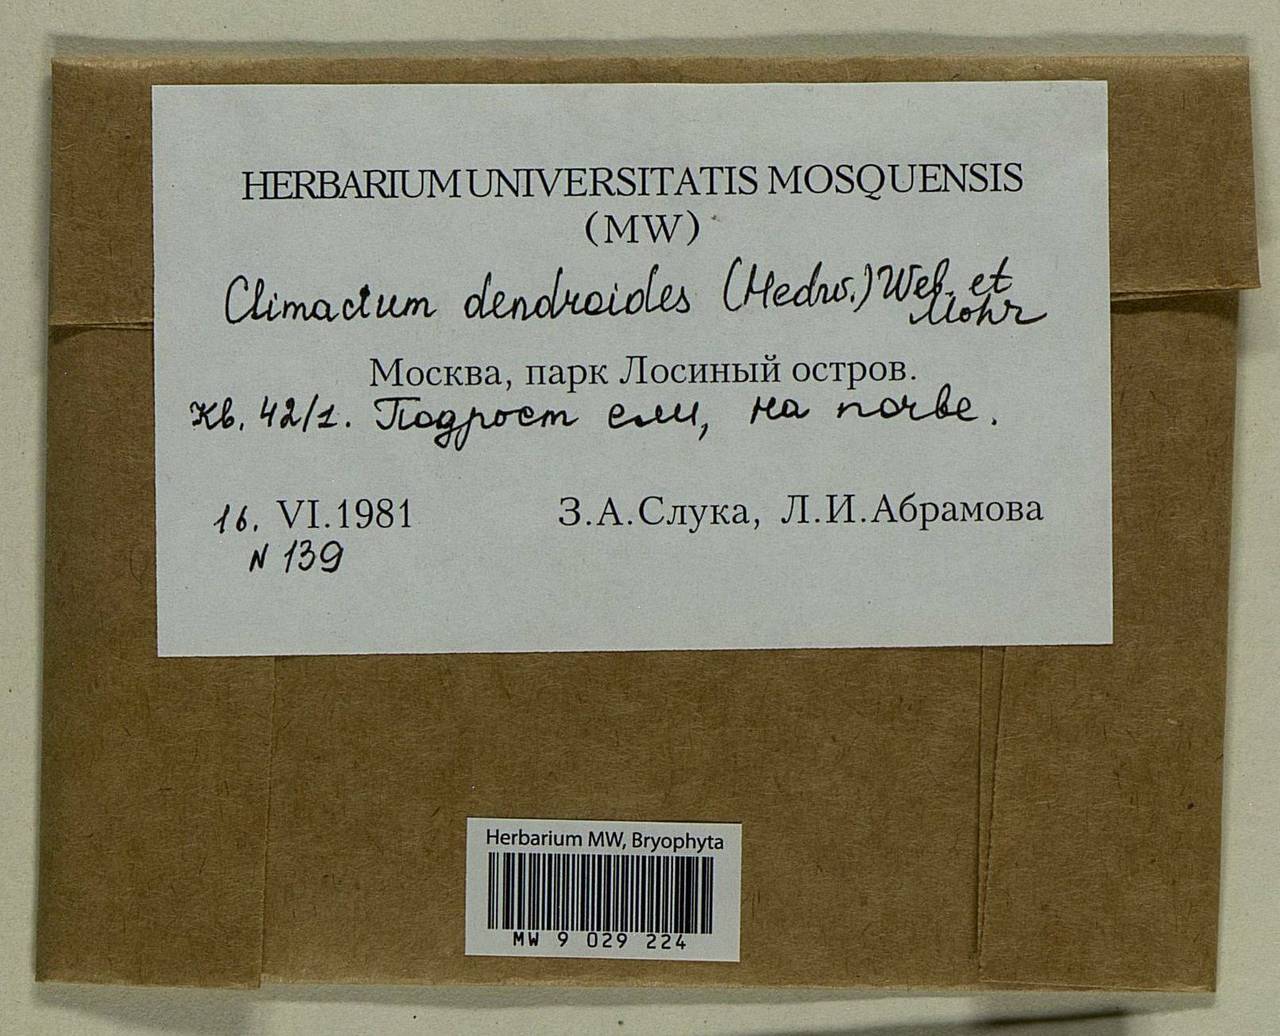 HERBARIUM UNIVERSITATIS MOSQUENSIS
(MW)
Climacium dendroides (Hedw.) Web. et
Mohr
Москва, парк Лосиный остров.
Кв. 42/1. Подрост ели, на почве.
16. VI.1981 З.А.Слука, Л.И.Абрамова
N 139
Herbarium MW, Bryophyta
MW 9 029 224